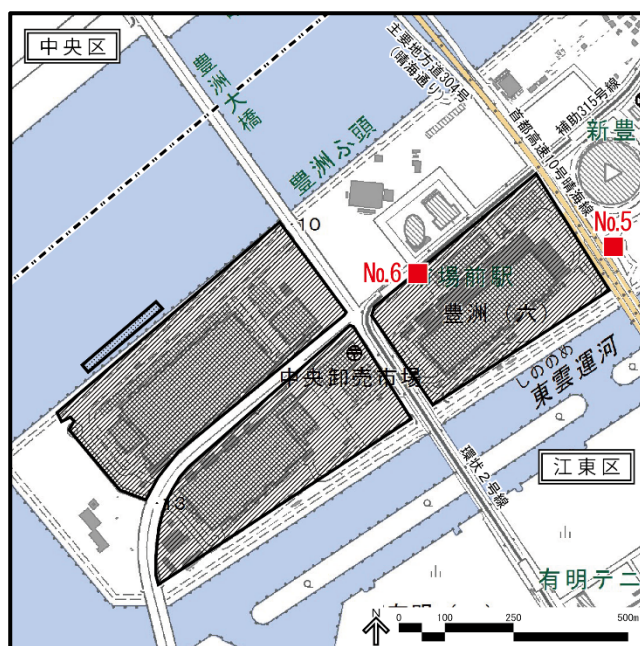 中央区
豊洲大橋
主要地方道304号
(晴海通り)
豊洲ふ頭
首都高速10号晴海線
補助315号線
新豊
10
No.5
No.6
場前駅
豊洲(六)
中央卸売市場
しののめ
東雲運河
13
環状2号線
江東区
有明テニ
N
0 100 250 500m